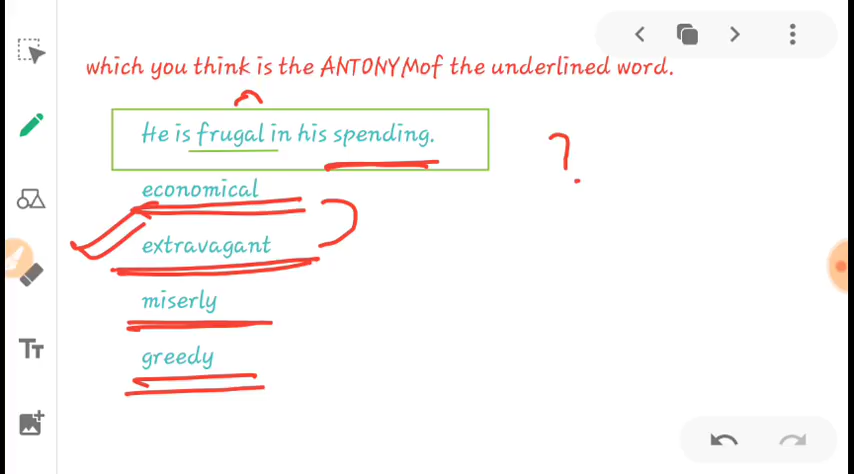 which you think is the ANTONYMof the underlined word.
He is frugal in his spending.
?
economical
extravagant
miserly
greedy
TT